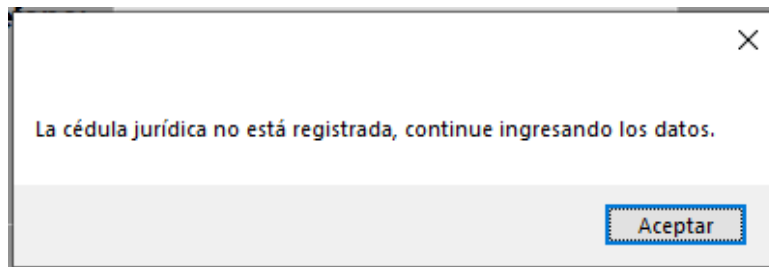 La cédula jurídica no está registrada, continue ingresando los datos.
Aceptar